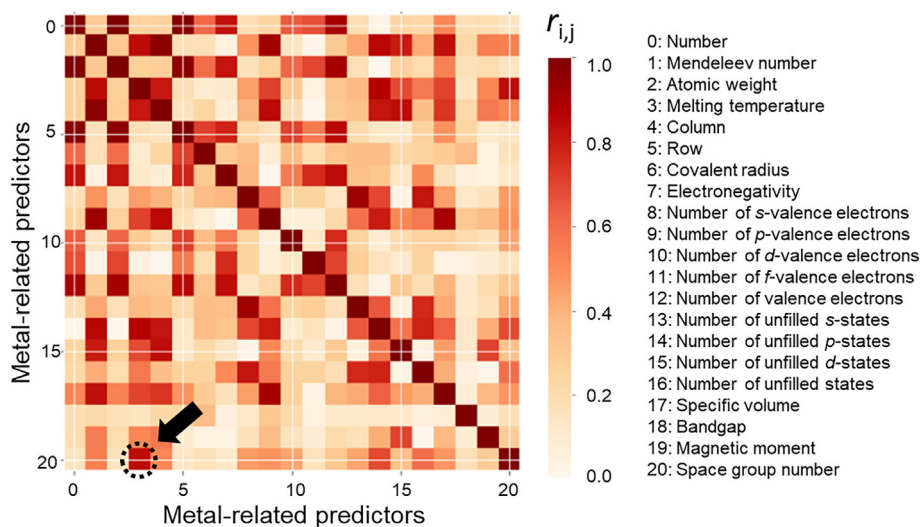 Metal-related predictors
0
5
10
15
20
0
5
10
15
20
Metal-related predictors
ri,j
1.0
0.8
0.6
0.4
0.2
0.0
0: Number
1: Mendeleev number
2: Atomic weight
3: Melting temperature
4: Column
5: Row
6: Covalent radius
7: Electronegativity
8: Number of s-valence electrons
9: Number of p-valence electrons
10: Number of d-valence electrons
11: Number of f-valence electrons
12: Number of valence electrons
13: Number of unfilled s-states
14: Number of unfilled p-states
15: Number of unfilled d-states
16: Number of unfilled states
17: Specific volume
18: Bandgap
19: Magnetic moment
20: Space group number